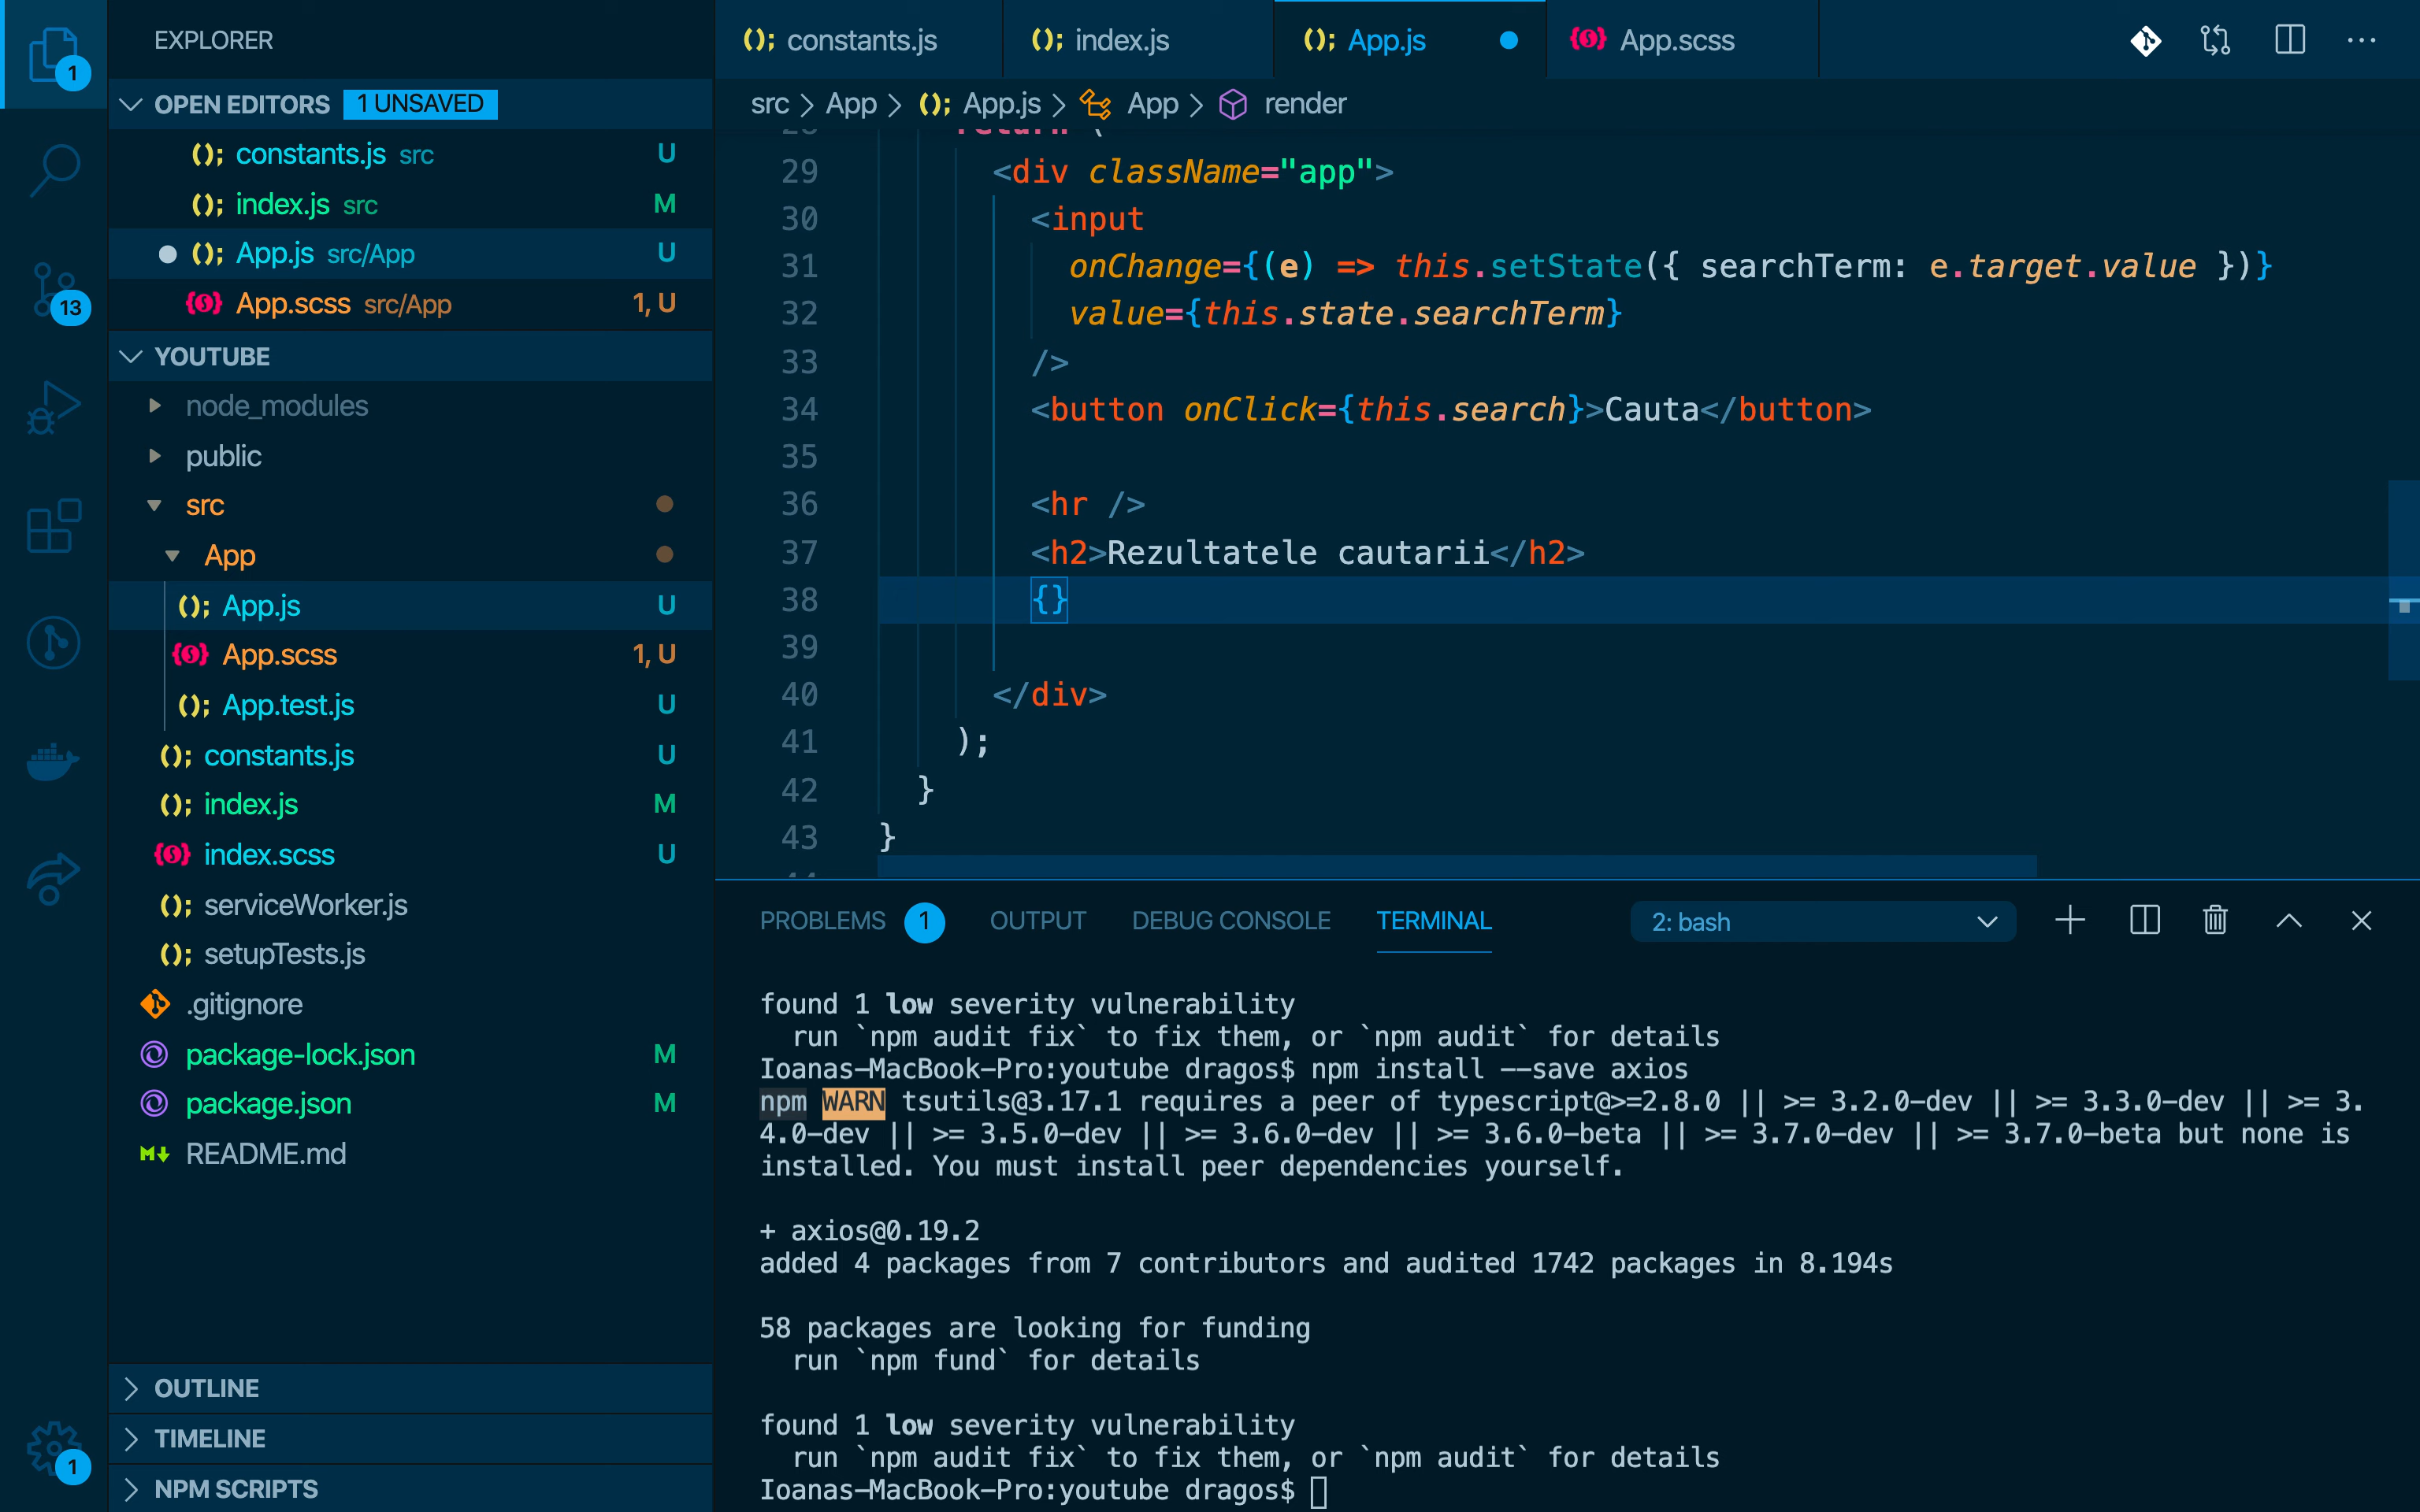 EXPLORER
OPEN EDITORS 1 UNSAVED
constants.js src U
index.js src M
App.js src/App U
App.scss src/App 1, U
YOUTUBE
node_modules
public
src
App
App.js U
App.scss 1, U
App.test.js U
constants.js U
index.js M
index.scss U
serviceWorker.js
setupTests.js
.gitignore
package-lock.json M
package.json M
README.md
OUTLINE
TIMELINE
NPM SCRIPTS
1
13
1
constants.js index.js App.js App.scss
src > App > App.js > App > render
28 return (
29 <div className="app">
30 <input
31 onChange={(e) => this.setState({ searchTerm: e.target.value })}
32 value={this.state.searchTerm}
33 />
34 <button onClick={this.search}>Cauta</button>
35
36 <hr />
37 <h2>Rezultatele cautarii</h2>
38 {}
39
40 </div>
41 );
42 }
43 }
44
PROBLEMS 1 OUTPUT DEBUG CONSOLE TERMINAL 2: bash
found 1 low severity vulnerability
run `npm audit fix` to fix them, or `npm audit` for details
Ioanas-MacBook-Pro:youtube dragos$ npm install --save axios
npm WARN tsutils@3.17.1 requires a peer of typescript@>=2.8.0 || >= 3.2.0-dev || >= 3.3.0-dev || >= 3.
4.0-dev || >= 3.5.0-dev || >= 3.6.0-dev || >= 3.6.0-beta || >= 3.7.0-dev || >= 3.7.0-beta but none is
installed. You must install peer dependencies yourself.
+ axios@0.19.2
added 4 packages from 7 contributors and audited 1742 packages in 8.194s
58 packages are looking for funding
run `npm fund` for details
found 1 low severity vulnerability
run `npm audit fix` to fix them, or `npm audit` for details
Ioanas-MacBook-Pro:youtube dragos$